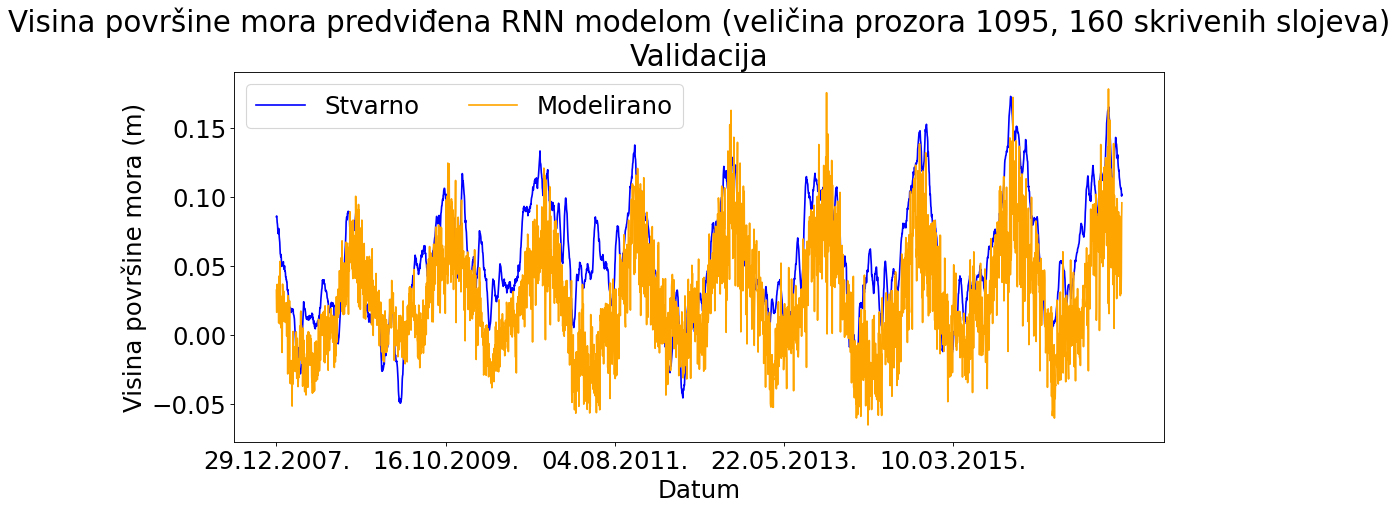 Visina površine mora predviđena RNN modelom (veličina prozora 1095, 160 skrivenih slojeva)
Validacija
Stvarno
Modelirano
Visina površine mora (m)
0.15
0.10
0.05
0.00
−0.05
29.12.2007.
16.10.2009.
04.08.2011.
22.05.2013.
10.03.2015.
Datum